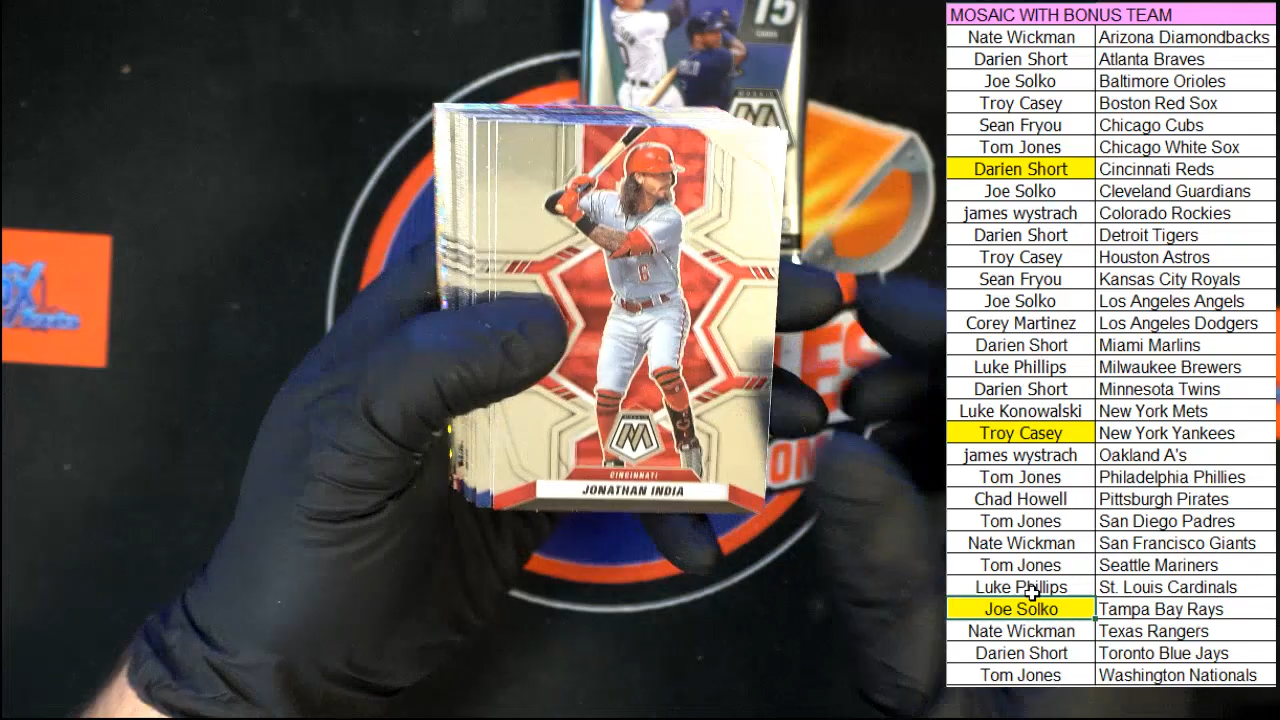 15
CARDS
MOSAIC
8
MOSAIC
CINCINNATI
JONATHAN INDIA
LES
ON
MOSAIC WITH BONUS TEAM
Nate Wickman Arizona Diamondbacks
Darien Short Atlanta Braves
Joe Solko Baltimore Orioles
Troy Casey Boston Red Sox
Sean Fryou Chicago Cubs
Tom Jones Chicago White Sox
Darien Short Cincinnati Reds
Joe Solko Cleveland Guardians
james wystrach Colorado Rockies
Darien Short Detroit Tigers
Troy Casey Houston Astros
Sean Fryou Kansas City Royals
Joe Solko Los Angeles Angels
Corey Martinez Los Angeles Dodgers
Darien Short Miami Marlins
Luke Phillips Milwaukee Brewers
Darien Short Minnesota Twins
Luke Konowalski New York Mets
Troy Casey New York Yankees
james wystrach Oakland A's
Tom Jones Philadelphia Phillies
Chad Howell Pittsburgh Pirates
Tom Jones San Diego Padres
Nate Wickman San Francisco Giants
Tom Jones Seattle Mariners
Luke Phillips St. Louis Cardinals
Joe Solko Tampa Bay Rays
Nate Wickman Texas Rangers
Darien Short Toronto Blue Jays
Tom Jones Washington Nationals